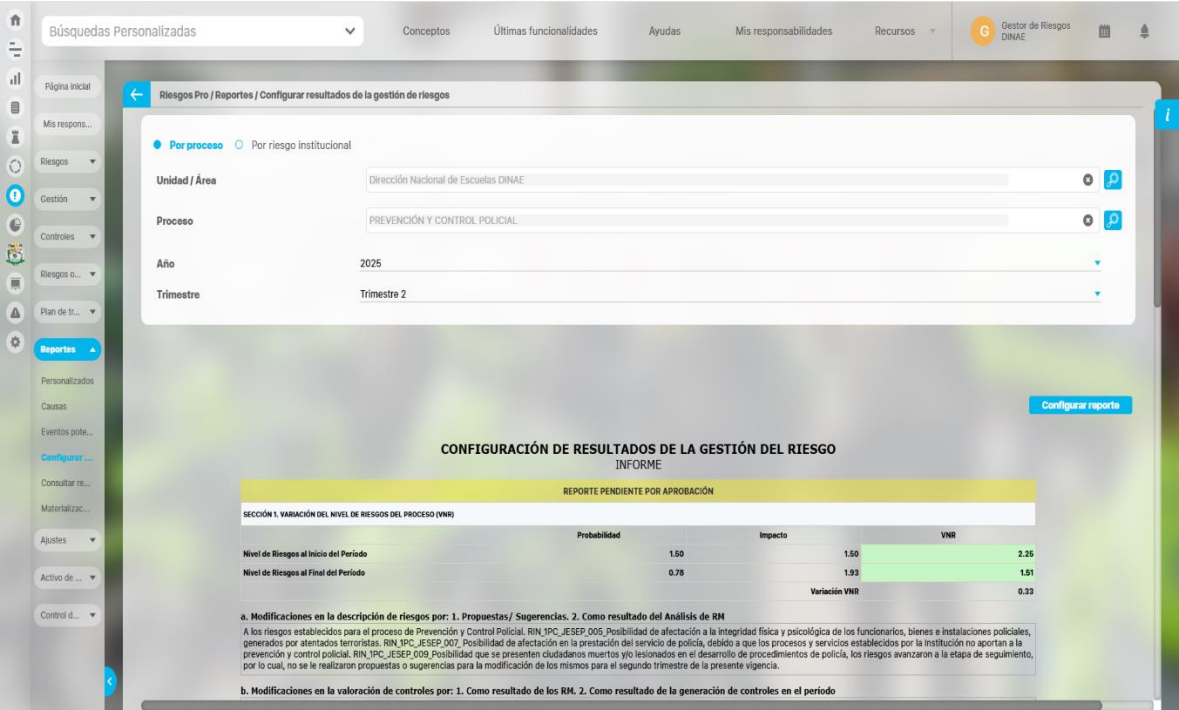 Búsquedas Personalizadas
Conceptos
Últimas funcionalidades
Ayudas
Mis responsabilidades
Recursos
G
Gestor de Riesgos
DINAE
Página Inicial
Mis respons...
Riesgos
Gestión
Controles
Riesgos o...
Plan de tr...
Reportes
Personalizados
Causas
Eventos pote...
Configurar ...
Consultar re...
Materializac...
Ajustes
Activo de ...
Control d...
Riesgos Pro / Reportes / Configurar resultados de la gestión de riesgos
i
Por proceso Por riesgo institucional
Unidad / Área Dirección Nacional de Escuelas DINAE
Proceso PREVENCIÓN Y CONTROL POLICIAL
Año 2025
Trimestre Trimestre 2
Configurar reporte
CONFIGURACIÓN DE RESULTADOS DE LA GESTIÓN DEL RIESGO
INFORME
REPORTE PENDIENTE POR APROBACIÓN
SECCIÓN 1. VARIACIÓN DEL NIVEL DE RIESGOS DEL PROCESO (VNR)
Probabilidad Impacto VNR
Nivel de Riesgos al Inicio del Período 1.50 1.50 2.25
Nivel de Riesgos al Final del Período 0.78 1.93 1.51
Variación VNR 0.33
a. Modificaciones en la descripción de riesgos por: 1. Propuestas/ Sugerencias. 2. Como resultado del Análisis de RM
A los riesgos establecidos para el proceso de Prevención y Control Policial. RIN_1PC_JESEP_005_Posibilidad de afectación a la integridad física y psicológica de los funcionarios, bienes e instalaciones policiales,
generados por atentados terroristas. RIN_1PC_JESEP_007_ Posibilidad de afectación en la prestación del servicio de policía, debido a que los procesos y servicios establecidos por la Institución no aportan a la
prevención y control policial. RIN_1PC_JESEP_009_Posibilidad que se presenten ciudadanos muertos y/o lesionados en el desarrollo de procedimientos de policía, los riesgos avanzaron a la etapa de seguimiento,
por lo cual, no se le realizaron propuestas o sugerencias para la modificación de los mismos para el segundo trimestre de la presente vigencia.
b. Modificaciones en la valoración de controles por: 1. Como resultado de los RM. 2. Como resultado de la generación de controles en el período